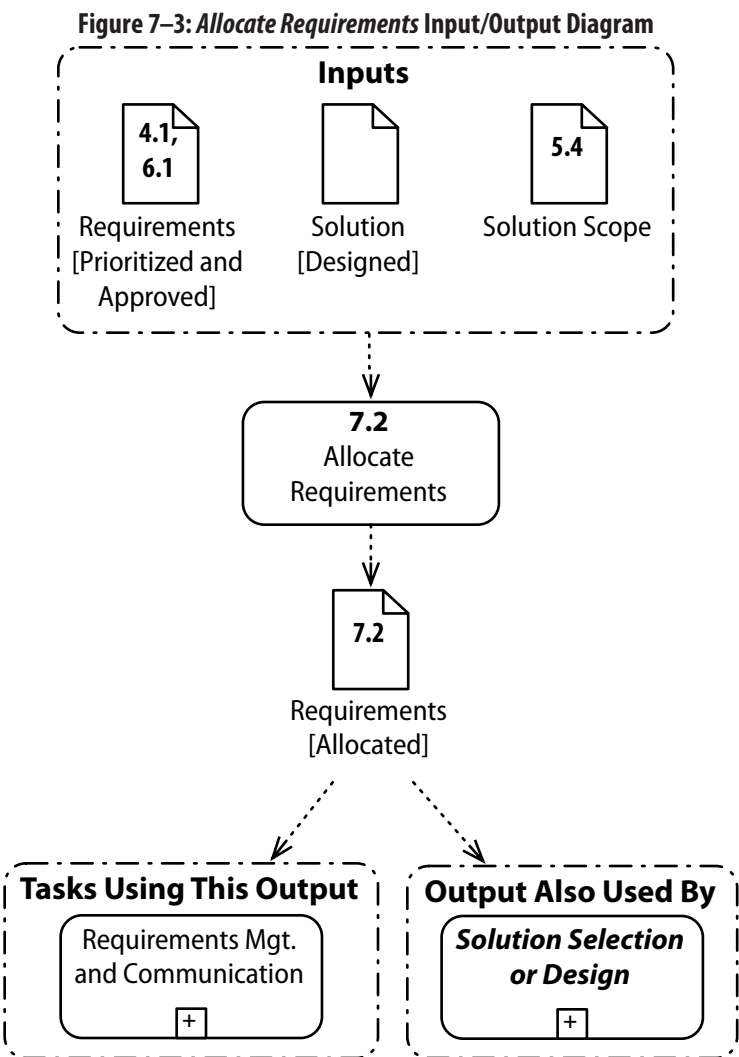 Figure 7–3: Allocate Requirements Input/Output Diagram
Inputs
4.1,
6.1
5.4
Requirements
[Prioritized and
Approved]
Solution
[Designed]
Solution Scope
7.2
Allocate
Requirements
7.2
Requirements
[Allocated]
Tasks Using This Output
Requirements Mgt.
and Communication
+
Output Also Used By
Solution Selection
or Design
+